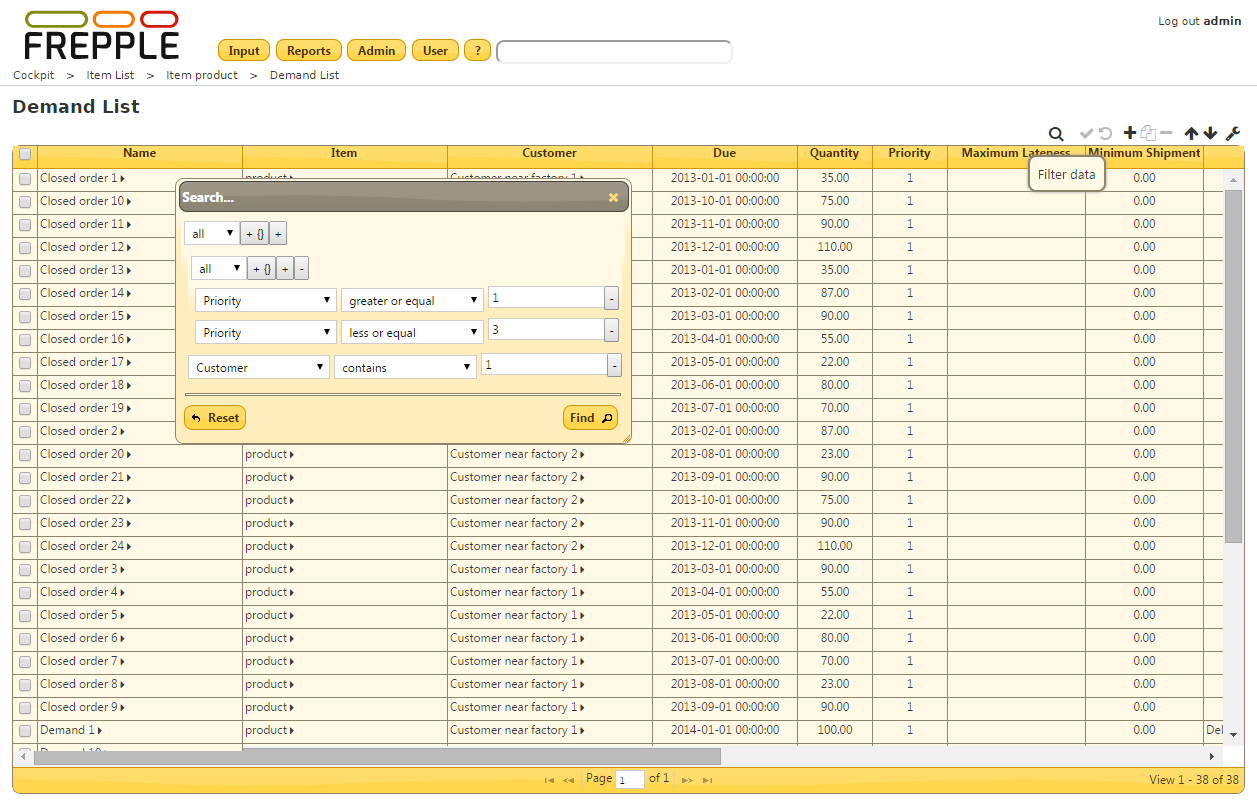 Log out admin
FREPPLE
Input Reports Admin User ?
Cockpit > Item List > Item product > Demand List
Demand List
Name Item Customer Due Quantity Priority Maximum Lateness Minimum Shipment
Filter data
Closed order 1 product Customer near factory 1 2013-01-01 00:00:00 35.00 1 0.00
Closed order 10 2013-10-01 00:00:00 75.00 1 0.00
Closed order 11 2013-11-01 00:00:00 90.00 1 0.00
Closed order 12 2013-12-01 00:00:00 110.00 1 0.00
Closed order 13 2013-01-01 00:00:00 35.00 1 0.00
Closed order 14 2013-02-01 00:00:00 87.00 1 0.00
Closed order 15 2013-03-01 00:00:00 90.00 1 0.00
Closed order 16 2013-04-01 00:00:00 55.00 1 0.00
Closed order 17 2013-05-01 00:00:00 22.00 1 0.00
Closed order 18 2013-06-01 00:00:00 80.00 1 0.00
Closed order 19 2013-07-01 00:00:00 70.00 1 0.00
Closed order 2 2013-02-01 00:00:00 87.00 1 0.00
Search...
all + {} +
all + {} + -
Priority greater or equal 1 -
Priority less or equal 3 -
Customer contains 1 -
Reset Find
Closed order 20 product Customer near factory 2 2013-08-01 00:00:00 23.00 1 0.00
Closed order 21 product Customer near factory 2 2013-09-01 00:00:00 90.00 1 0.00
Closed order 22 product Customer near factory 2 2013-10-01 00:00:00 75.00 1 0.00
Closed order 23 product Customer near factory 2 2013-11-01 00:00:00 90.00 1 0.00
Closed order 24 product Customer near factory 2 2013-12-01 00:00:00 110.00 1 0.00
Closed order 3 product Customer near factory 1 2013-03-01 00:00:00 90.00 1 0.00
Closed order 4 product Customer near factory 1 2013-04-01 00:00:00 55.00 1 0.00
Closed order 5 product Customer near factory 1 2013-05-01 00:00:00 22.00 1 0.00
Closed order 6 product Customer near factory 1 2013-06-01 00:00:00 80.00 1 0.00
Closed order 7 product Customer near factory 1 2013-07-01 00:00:00 70.00 1 0.00
Closed order 8 product Customer near factory 1 2013-08-01 00:00:00 23.00 1 0.00
Closed order 9 product Customer near factory 1 2013-09-01 00:00:00 90.00 1 0.00
Demand 1 product Customer near factory 1 2014-01-01 00:00:00 100.00 1 0.00 Del
Demand 10
Page 1 of 1
View 1 - 38 of 38